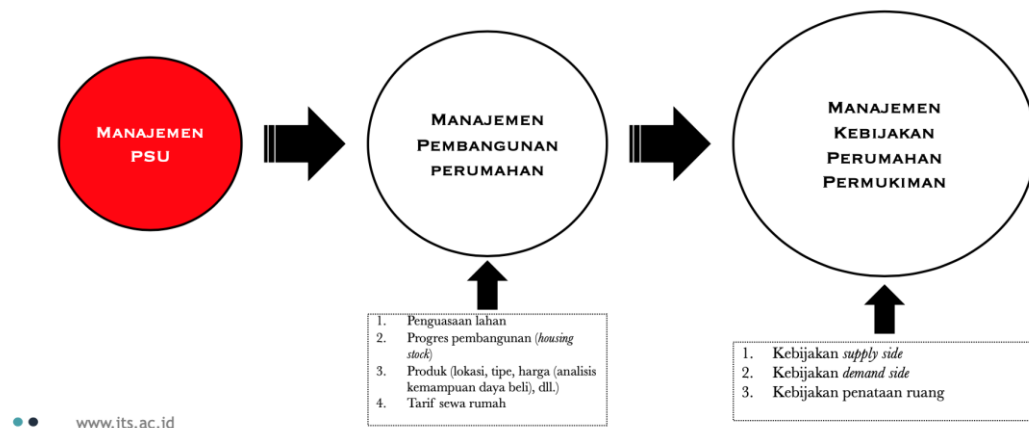 MANAJEMEN
PSU
MANAJEMEN
PEMBANGUNAN
PERUMAHAN
MANAJEMEN
KEBIJAKAN
PERUMAHAN
PERMUKIMAN
1. Penguasaan lahan
2. Progres pembangunan (housing
stock)
3. Produk (lokasi, tipe, harga (analisis
kemampuan daya beli), dll.)
4. Tarif sewa rumah
1. Kebijakan supply side
2. Kebijakan demand side
3. Kebijakan penataan ruang
www.its.ac.id